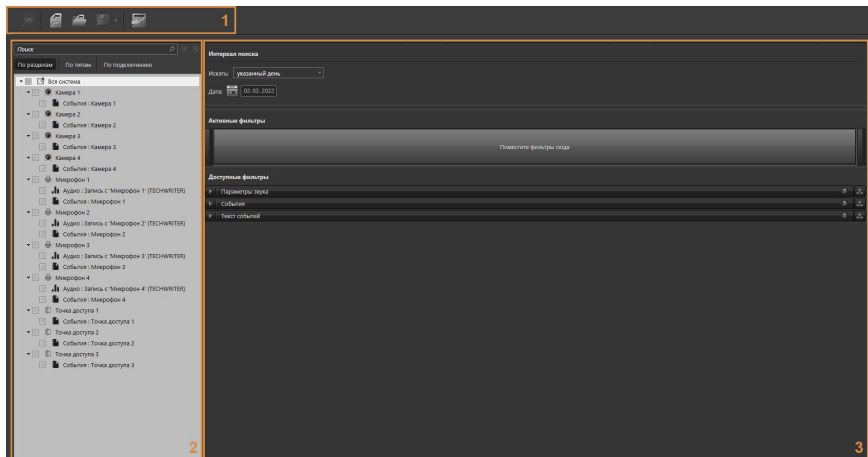 1
Поиск
По разделам По типам По подключению
Вся система
Камера 1
События : Камера 1
Камера 2
События : Камера 2
Камера 3
События : Камера 3
Камера 4
События : Камера 4
Микрофон 1
Аудио : Запись с 'Микрофон 1' (TECHWRITER)
События : Микрофон 1
Микрофон 2
Аудио : Запись с 'Микрофон 2' (TECHWRITER)
События : Микрофон 2
Микрофон 3
Аудио : Запись с 'Микрофон 3' (TECHWRITER)
События : Микрофон 3
Микрофон 4
Аудио : Запись с 'Микрофон 4' (TECHWRITER)
События : Микрофон 4
Точка доступа 1
События : Точка доступа 1
Точка доступа 2
События : Точка доступа 2
Точка доступа 3
События : Точка доступа 3
2
Интервал поиска
Искать: указанный день
Дата: 02.03.2022
Активные фильтры
Поместите фильтры сюда
Доступные фильтры
Параметры звука
События
Текст событий
3